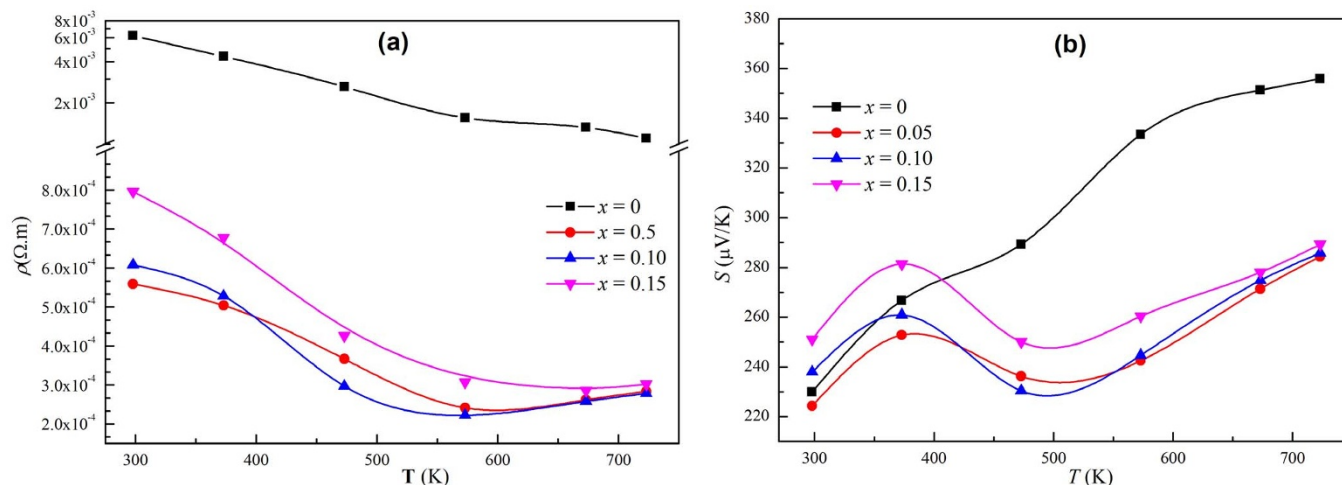 (a)
8x10⁻³
6x10⁻³
4x10⁻³
2x10⁻³
8.0x10⁻⁴
7.0x10⁻⁴
6.0x10⁻⁴
5.0x10⁻⁴
4.0x10⁻⁴
3.0x10⁻⁴
2.0x10⁻⁴
ρ(Ω.m)
x = 0
x = 0.5
x = 0.10
x = 0.15
300 400 500 600 700
T (K)
(b)
380
360
340
320
300
280
260
240
220
S (µV/K)
x = 0
x = 0.05
x = 0.10
x = 0.15
300 400 500 600 700
T (K)